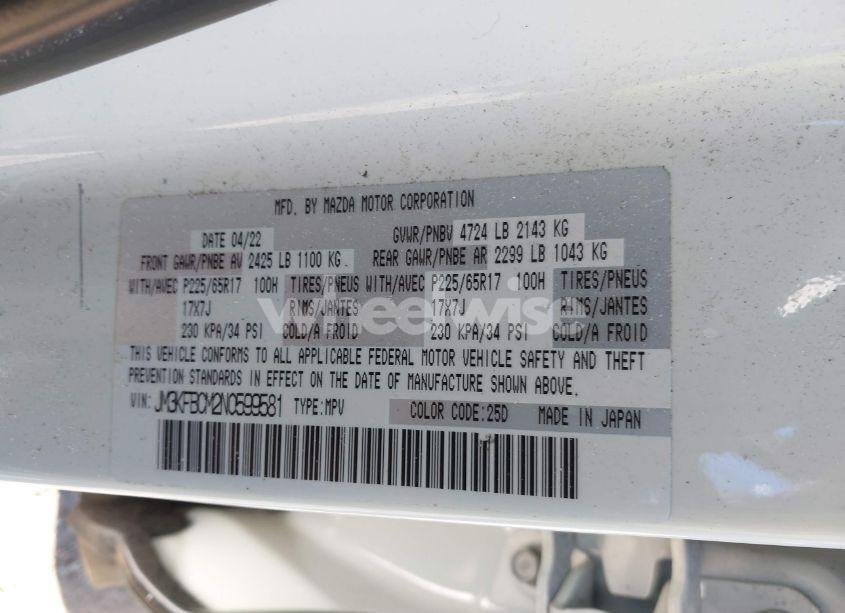 MFD. BY MAZDA MOTOR CORPORATION
DATE 04/22 GVWR/PNBV 4724 LB 2143 KG
FRONT GAWR/PNBE AV 2425 LB 1100 KG. REAR GAWR/PNBE AR 2299 LB 1043 KG
WITH/AVEC P225/65R17 100H TIRES/PNEUS WITH/AVEC P225/65R17 100H TIRES/PNEUS
17X7J RIMS/JANTES 17X7J RIMS/JANTES
230 KPA/34 PSI COLD/A FROID 230 KPA/34 PSI COLD/A FROID
wheelwise
THIS VEHICLE CONFORMS TO ALL APPLICABLE FEDERAL MOTOR VEHICLE SAFETY AND THEFT
PREVENTION STANDARDS IN EFFECT ON THE DATE OF MANUFACTURE SHOWN ABOVE.
VIN: JM3KFBCM2N0599581 TYPE:MPV COLOR CODE:25D MADE IN JAPAN